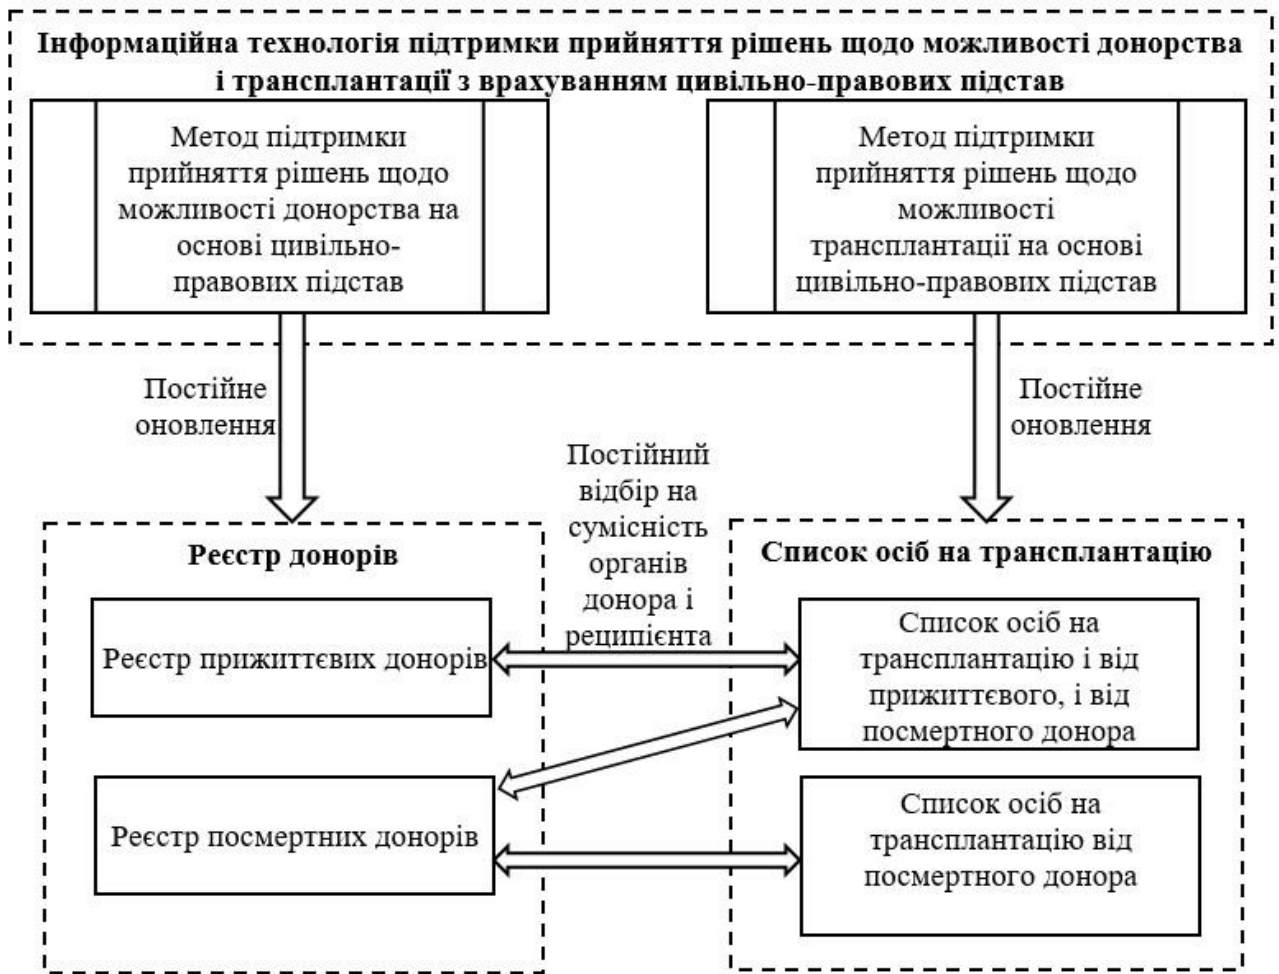 Інформаційна технологія підтримки прийняття рішень щодо можливості донорства
і трансплантації з врахуванням цивільно-правових підстав
Метод підтримки
прийняття рішень щодо
можливості донорства на
основі цивільно-
правових підстав
Метод підтримки
прийняття рішень щодо
можливості
трансплантації на основі
цивільно-правових підстав
Постійне
оновлення
Постійне
оновлення
Постійний
відбір на
сумісність
органів
донора і
реципієнта
Реєстр донорів
Реєстр прижиттєвих донорів
Реєстр посмертних донорів
Список осіб на трансплантацію
Список осіб на
трансплантацію і від
прижиттєвого, і від
посмертного донора
Список осіб на
трансплантацію від
посмертного донора